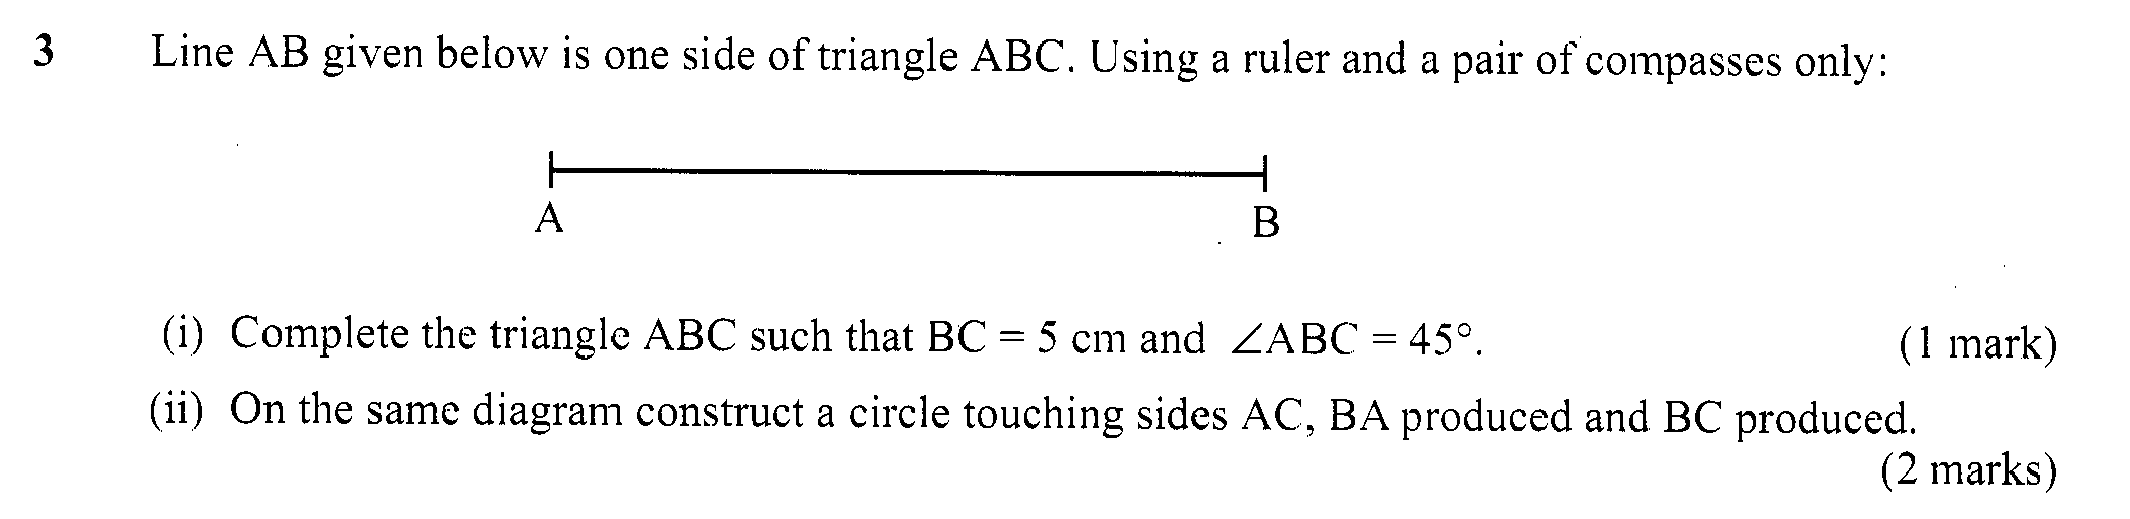 3 Line AB given below is one side of triangle ABC. Using a ruler and a pair of compasses only:
A B
(i) Complete the triangle ABC such that BC = 5 cm and ∠ABC = 45°. (1 mark)
(ii) On the same diagram construct a circle touching sides AC, BA produced and BC produced.
(2 marks)